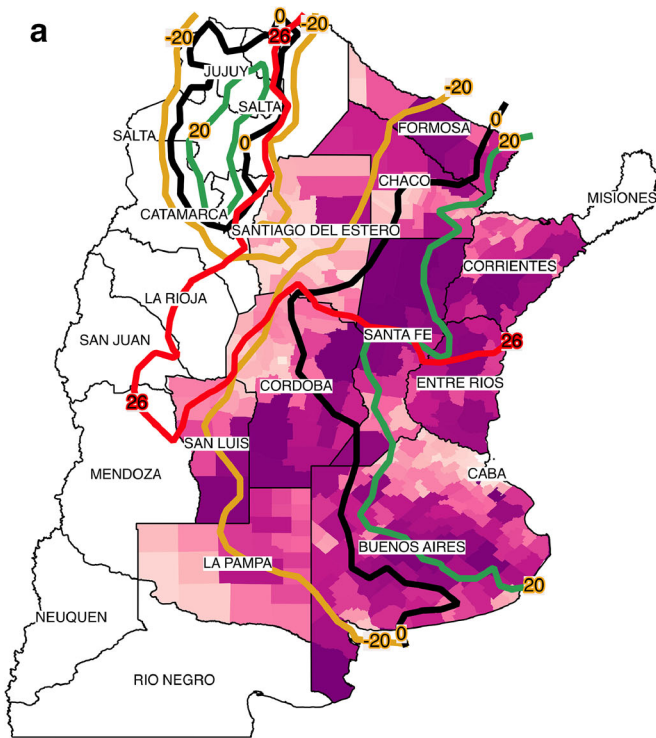 a
0
-20
26
-20
JUJUY
-20
SALTA
0
FORMOSA
20
20
SALTA
0
CHACO
MISIONES
CATAMARCA
SANTIAGO DEL ESTERO
CORRIENTES
LA RIOJA
SAN JUAN
SANTA FE
26
CORDOBA
ENTRE RIOS
26
SAN LUIS
MENDOZA
CABA
BUENOS AIRES
LA PAMPA
20
NEUQUEN
-20
0
RIO NEGRO